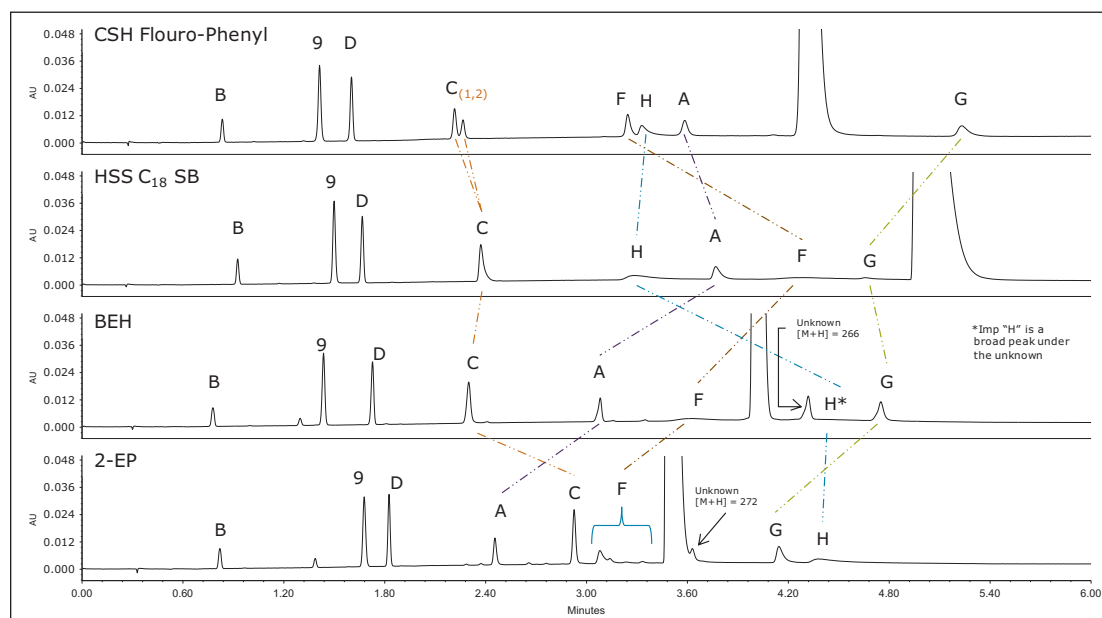 CSH Flouro-Phenyl
0.048
0.036
0.024
0.012
0.000
AU
B
9
D
C(1,2)
F
H
A
G
HSS C18 SB
0.048
0.036
0.024
0.012
0.000
AU
B
9
D
C
H
A
F
G
BEH
0.048
0.036
0.024
0.012
0.000
AU
B
9
D
C
A
F
Unknown
[M+H] = 266
H*
G
*Imp "H" is a
broad peak under
the unknown
2-EP
0.048
0.036
0.024
0.012
0.000
AU
B
9
D
A
C
F
Unknown
[M+H] = 272
G
H
0.00 0.60 1.20 1.80 2.40 3.00 3.60 4.20 4.80 5.40 6.00
Minutes